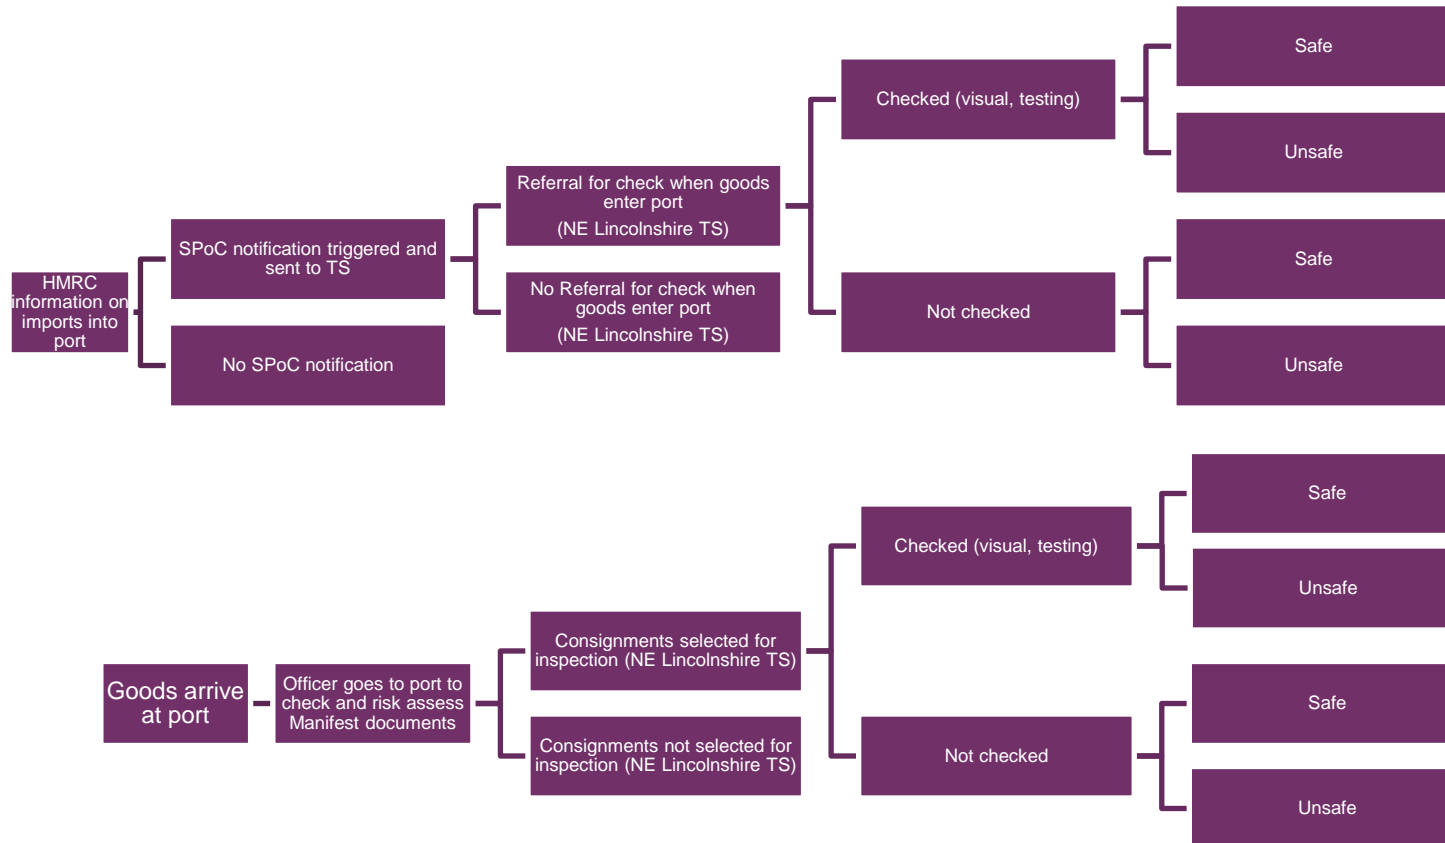 HMRC
information on
imports into
port
SPoC notification triggered and
sent to TS
No SPoC notification
Referral for check when goods
enter port
(NE Lincolnshire TS)
No Referral for check when
goods enter port
(NE Lincolnshire TS)
Checked (visual, testing)
Not checked
Safe
Unsafe
Safe
Unsafe
Goods arrive
at port
Officer goes to port to
check and risk assess
Manifest documents
Consignments selected for
inspection (NE Lincolnshire TS)
Consignments not selected for
inspection (NE Lincolnshire TS)
Checked (visual, testing)
Not checked
Safe
Unsafe
Safe
Unsafe